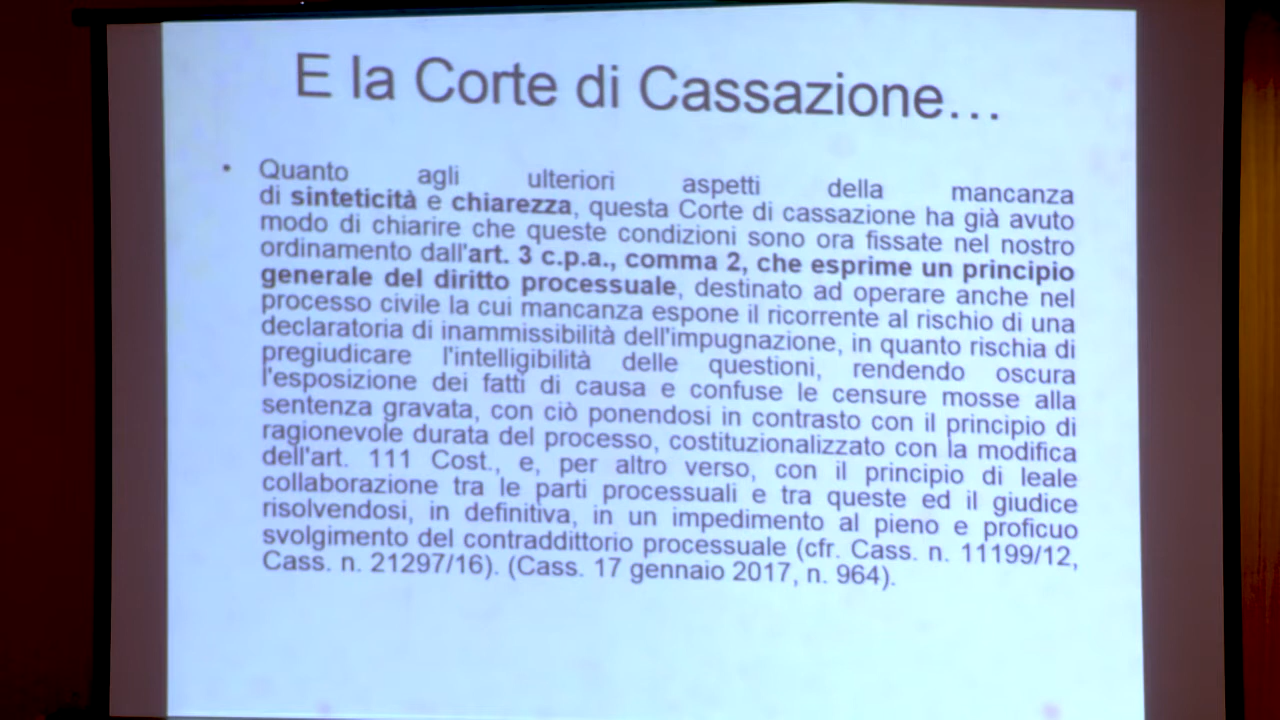 E la Corte di Cassazione...
• Quanto agli ulteriori aspetti della mancanza
di sinteticità e chiarezza, questa Corte di cassazione ha già avuto
modo di chiarire che queste condizioni sono ora fissate nel nostro
ordinamento dall'art. 3 c.p.a., comma 2, che esprime un principio
generale del diritto processuale, destinato ad operare anche nel
processo civile la cui mancanza espone il ricorrente al rischio di una
declaratoria di inammissibilità dell'impugnazione, in quanto rischia di
pregiudicare l'intelligibilità delle questioni, rendendo oscura
l'esposizione dei fatti di causa e confuse le censure mosse alla
sentenza gravata, con ciò ponendosi in contrasto con il principio di
ragionevole durata del processo, costituzionalizzato con la modifica
dell'art. 111 Cost., e, per altro verso, con il principio di leale
collaborazione tra le parti processuali e tra queste ed il giudice
risolvendosi, in definitiva, in un impedimento al pieno e proficuo
svolgimento del contraddittorio processuale (cfr. Cass. n. 11199/12,
Cass. n. 21297/16). (Cass. 17 gennaio 2017, n. 964).